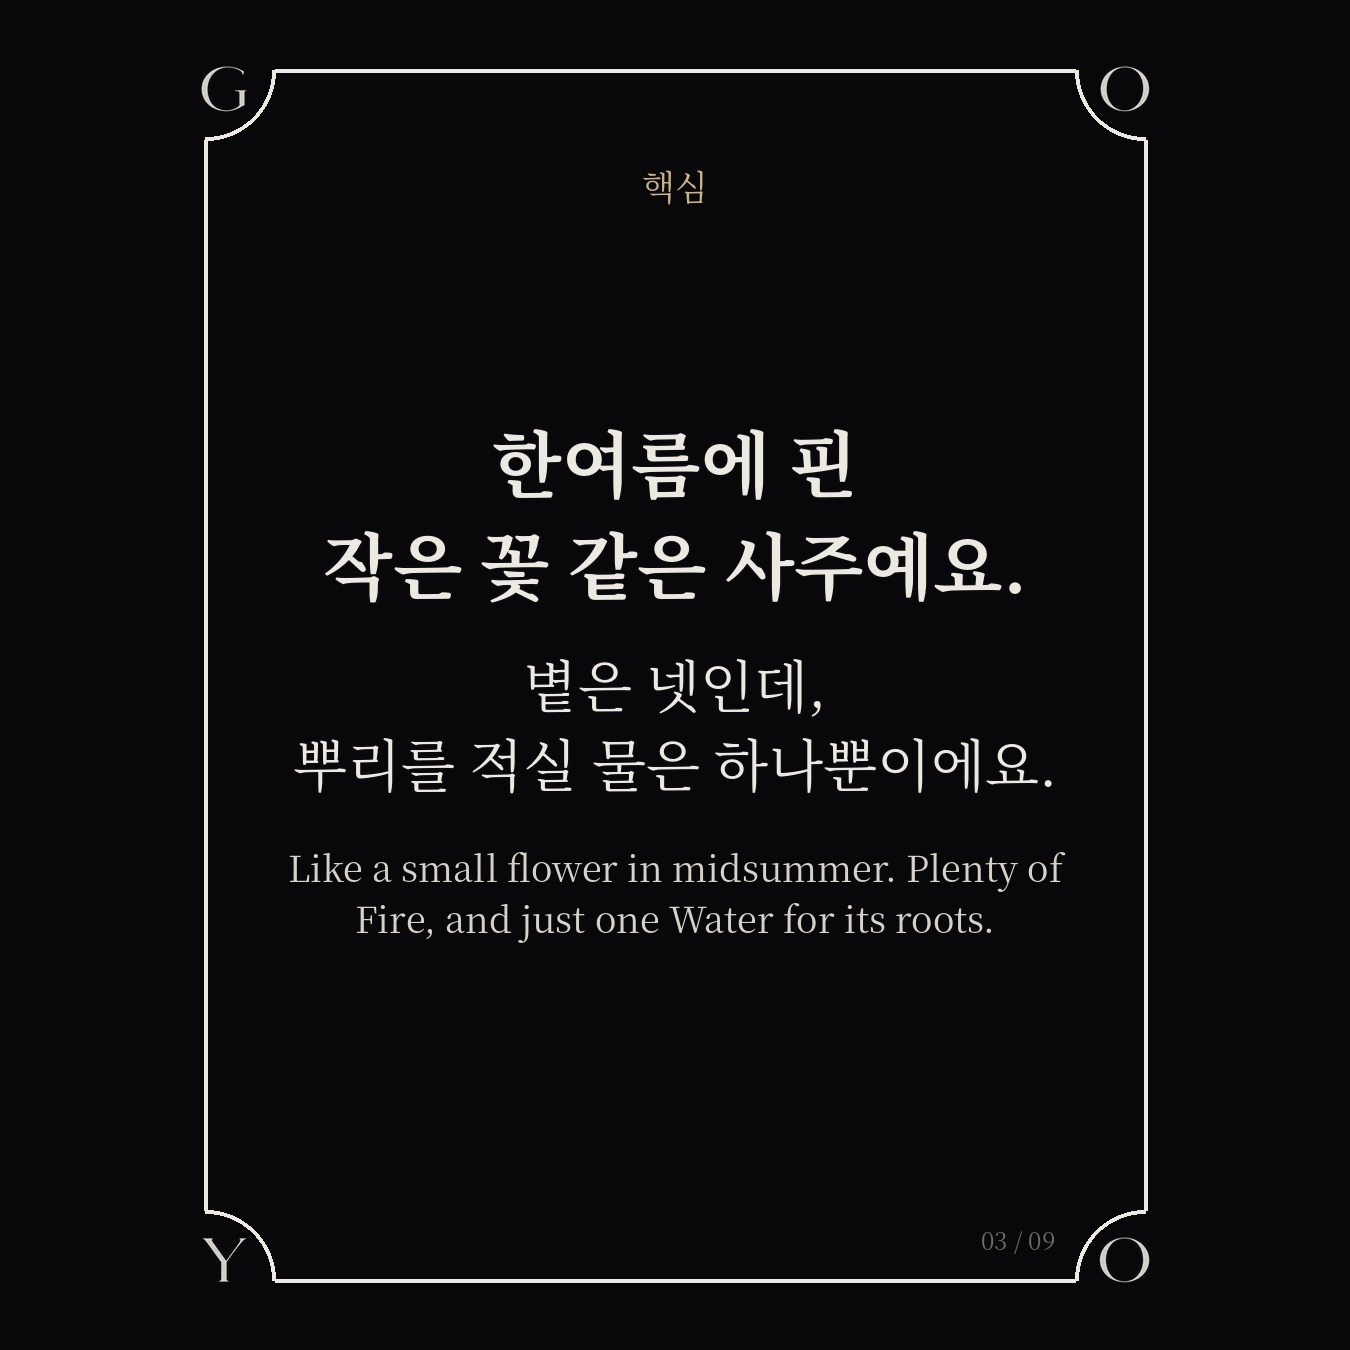 G O
핵심
한여름에 핀
작은 꽃 같은 사주예요.
볕은 넷인데,
뿌리를 적실 물은 하나뿐이에요.
Like a small flower in midsummer. Plenty of
Fire, and just one Water for its roots.
03 / 09
Y O